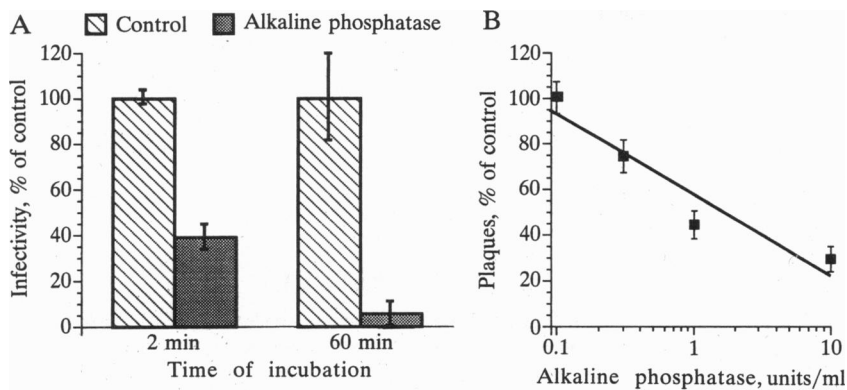 A
Control
Alkaline phosphatase
120
100
80
60
40
20
0
Infectivity, % of control
2 min
60 min
Time of incubation
B
120
100
80
60
40
20
0
Plaques, % of control
0.1
1
10
Alkaline phosphatase, units/ml